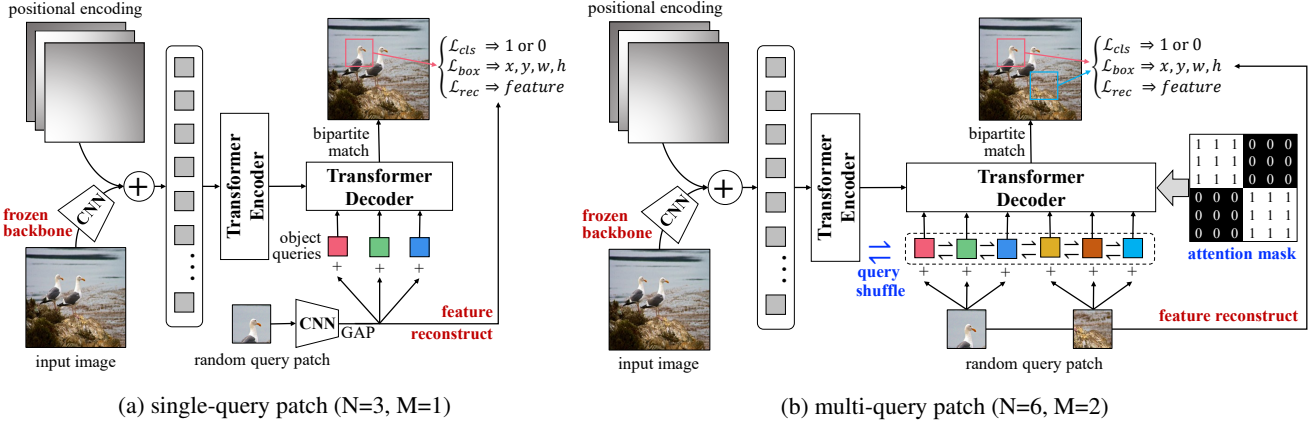 positional encoding
CNN
frozen
backbone
input image
+
Transformer
Encoder
bipartite
match
Transformer
Decoder
object
queries
+ + +
CNN
GAP
random query patch
feature
reconstruct
ℒcls ⇒ 1 or 0
ℒbox ⇒ x, y, w, h
ℒrec ⇒ feature
(a) single-query patch (N=3, M=1)
positional encoding
CNN
frozen
backbone
input image
+
Transformer
Encoder
bipartite
match
Transformer
Decoder
query
shuffle
+ + + + + +
random query patch
feature reconstruct
ℒcls ⇒ 1 or 0
ℒbox ⇒ x, y, w, h
ℒrec ⇒ feature
1 1 1 0 0 0
1 1 1 0 0 0
1 1 1 0 0 0
0 0 0 1 1 1
0 0 0 1 1 1
0 0 0 1 1 1
attention mask
(b) multi-query patch (N=6, M=2)